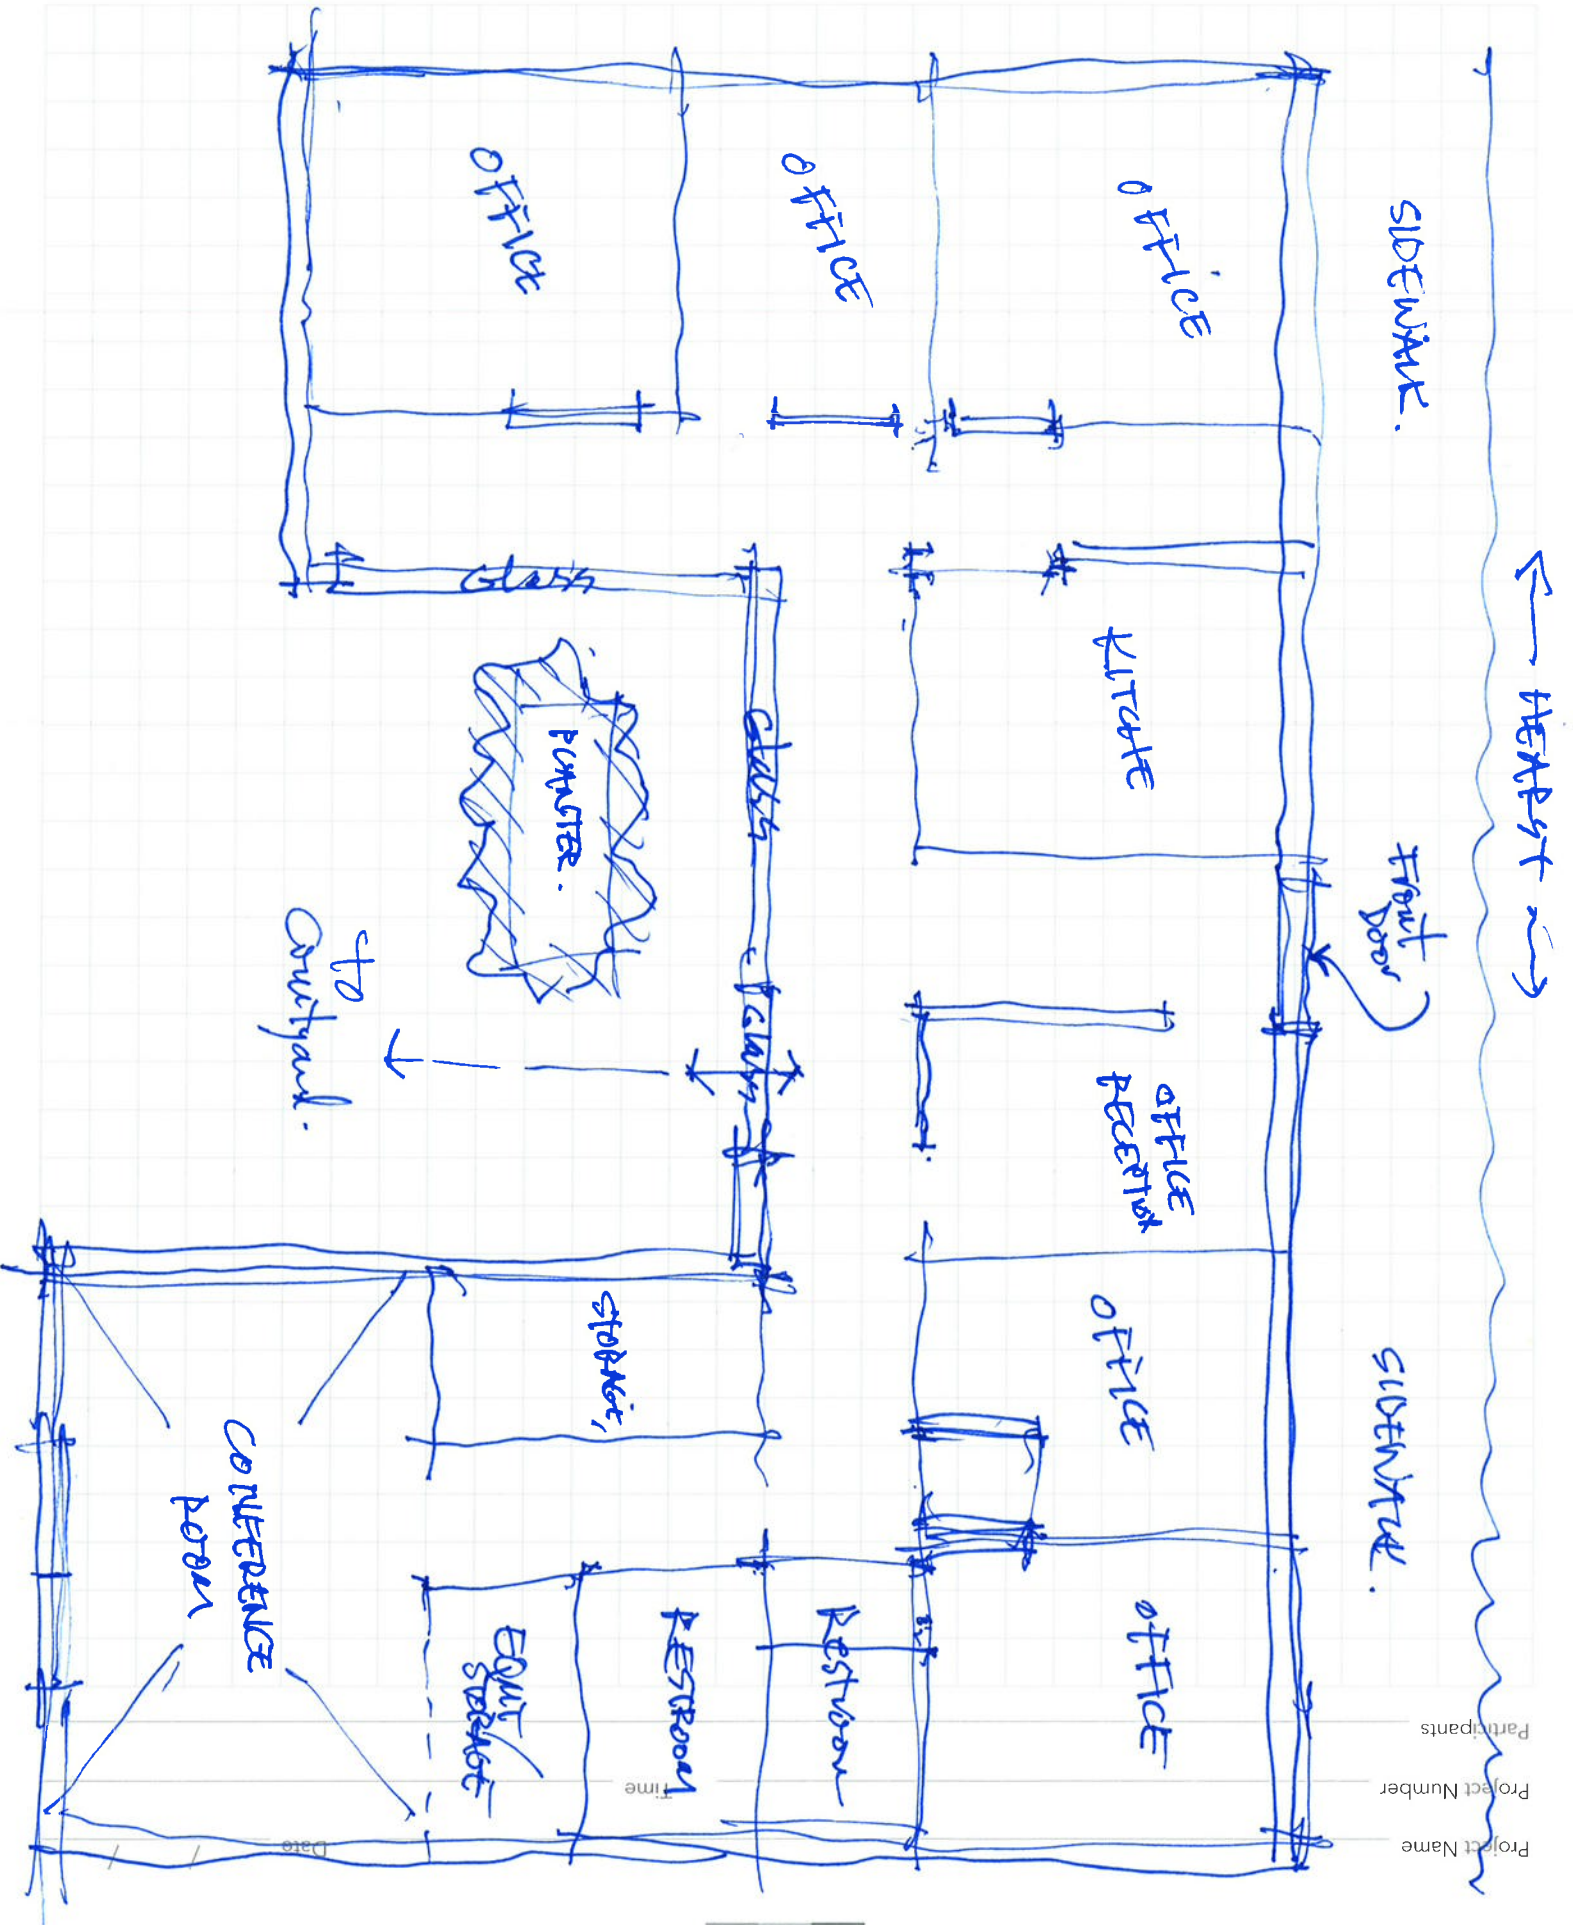 ← HEARST →
SIDEWALK.
Front
Door
SIDEWALK.
OFFICE
OFFICE
OFFICE
KITCHE
OFFICE
RECEPTION
OFFICE
OFFICE
Glass
Glass
Glass
PLANTER.
to
Courtyard.
STORAGE,
CONFERENCE
ROOM
EQMT/
STORAGE
RESTROOM
Restroom
Participants
Project Number
Time
Project Name
Date / /